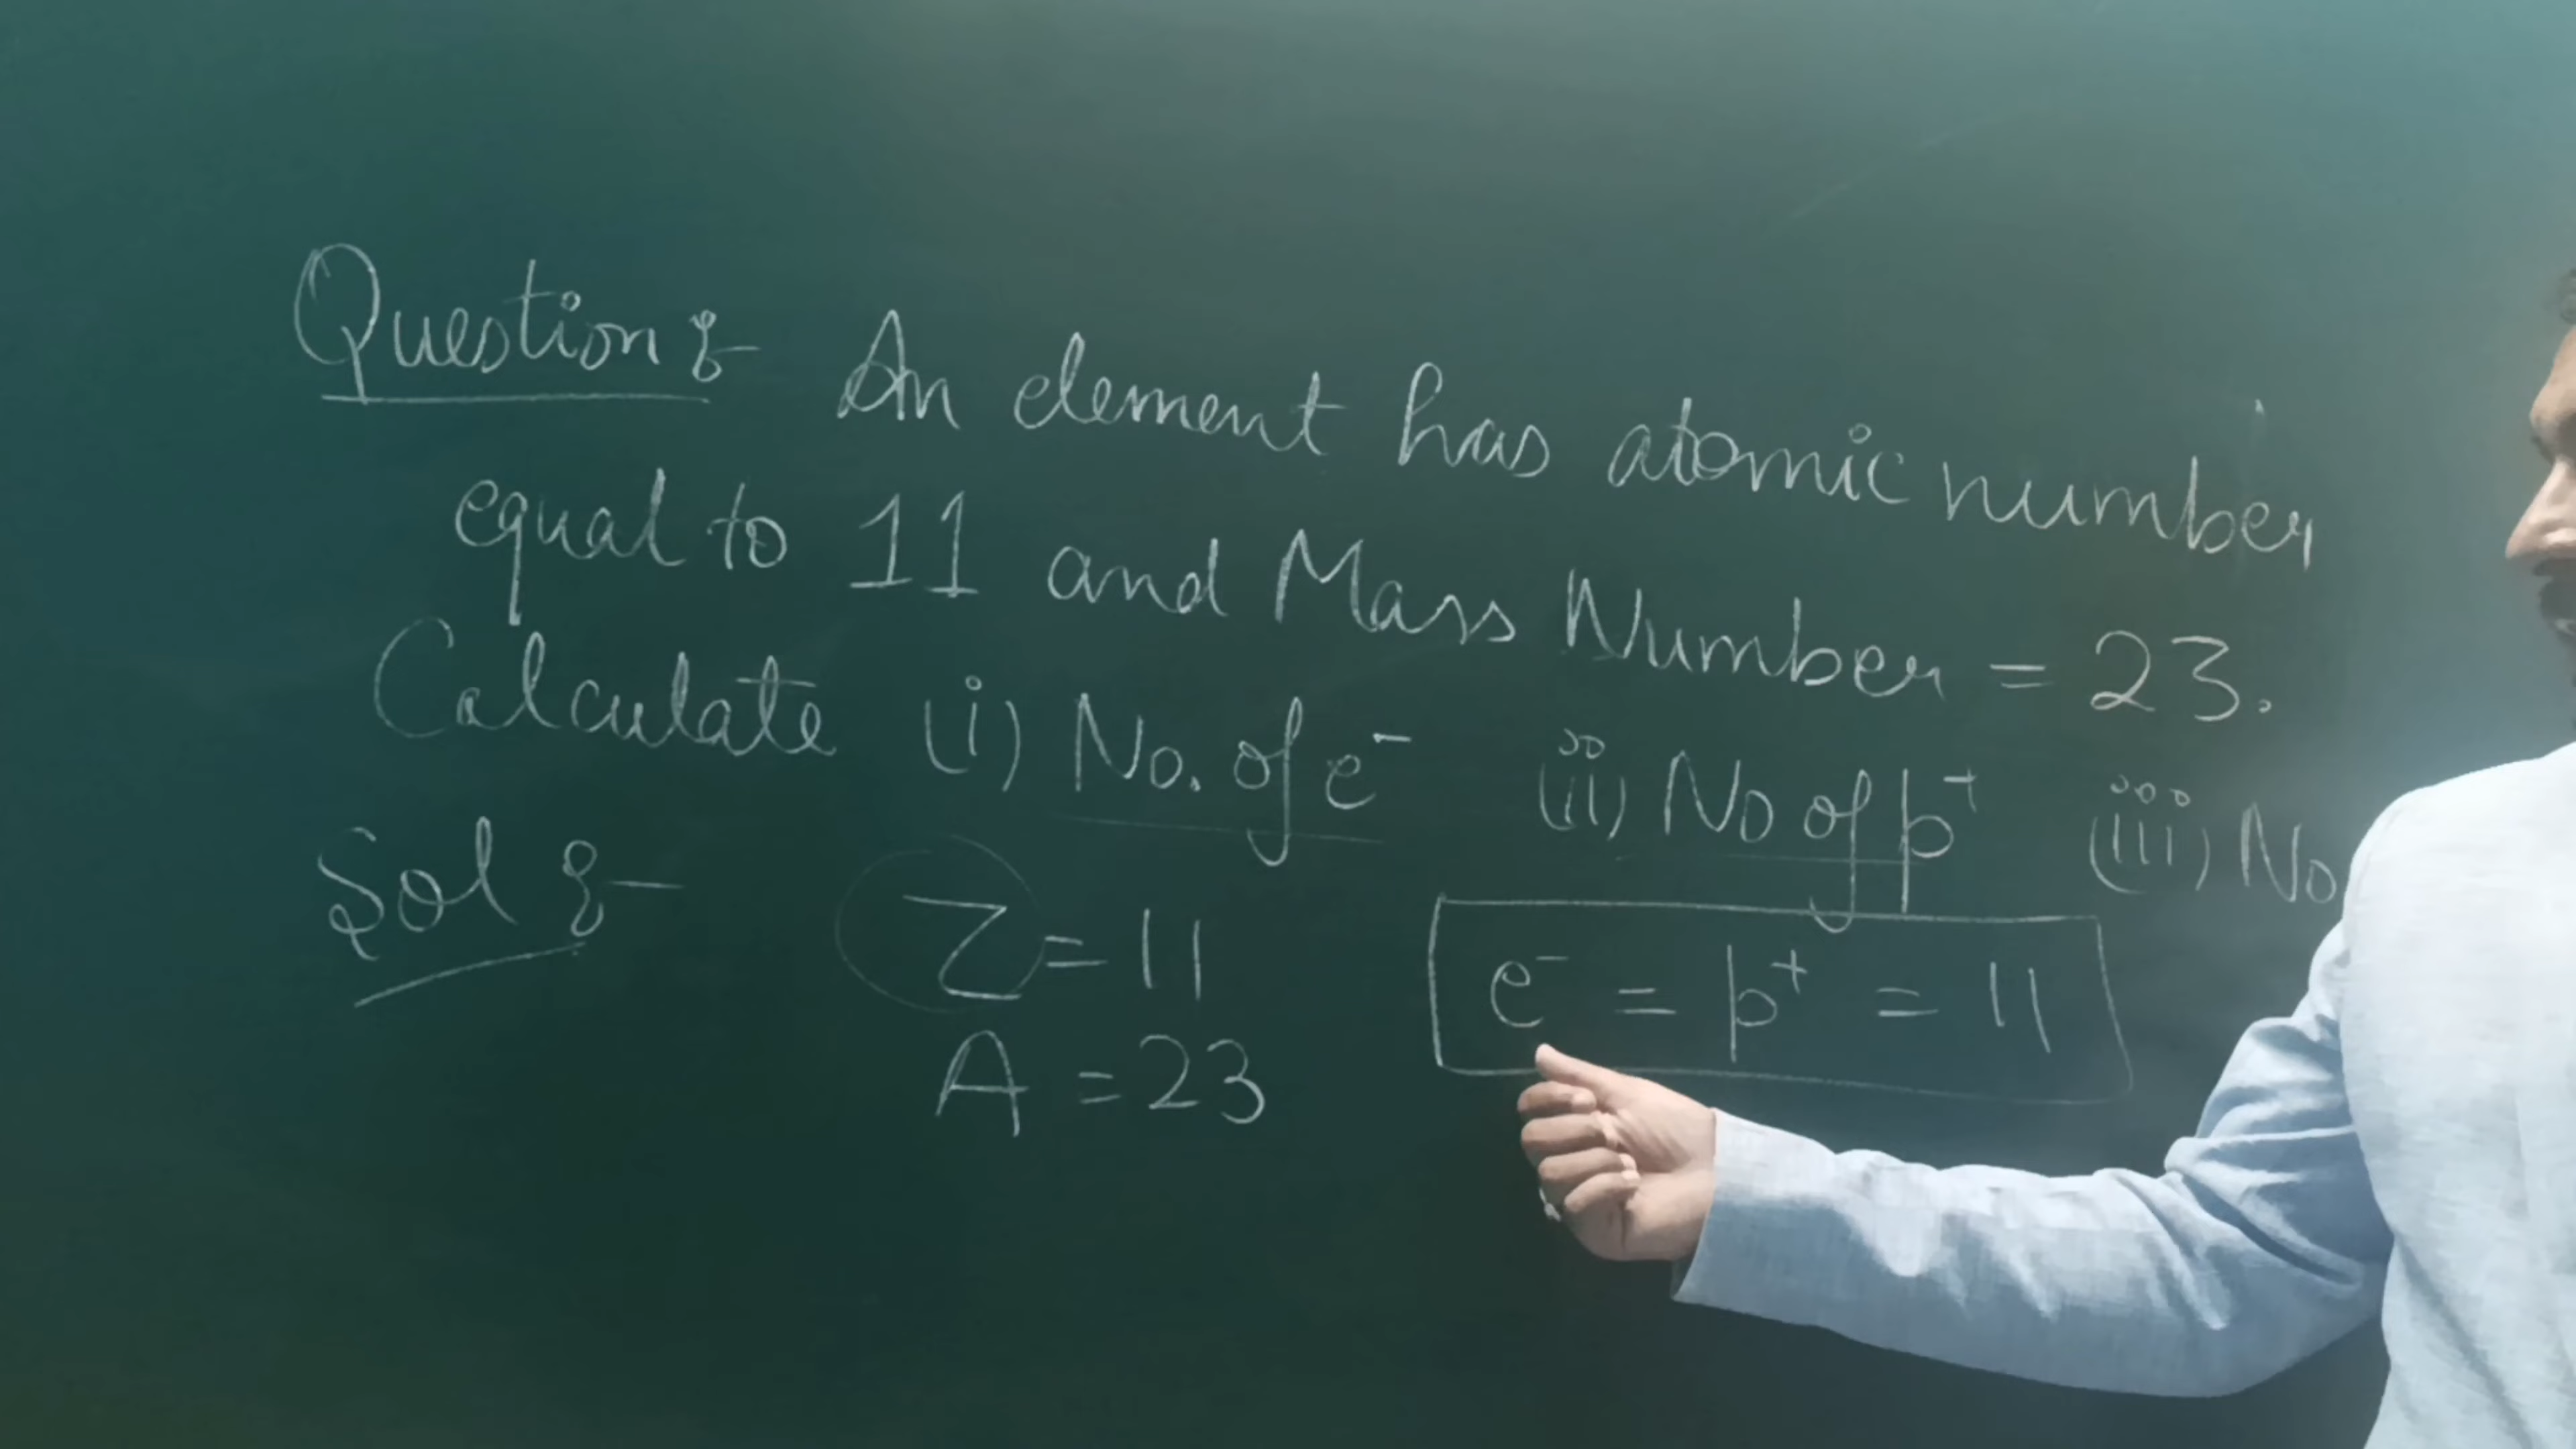 Question :- An element has atomic number
equal to 11 and Mass Number = 23.
Calculate (i) No. of e⁻ (ii) No of p⁺ (iii) No
Sol :- Z = 11
e⁻ = p⁺ = 11
A = 23